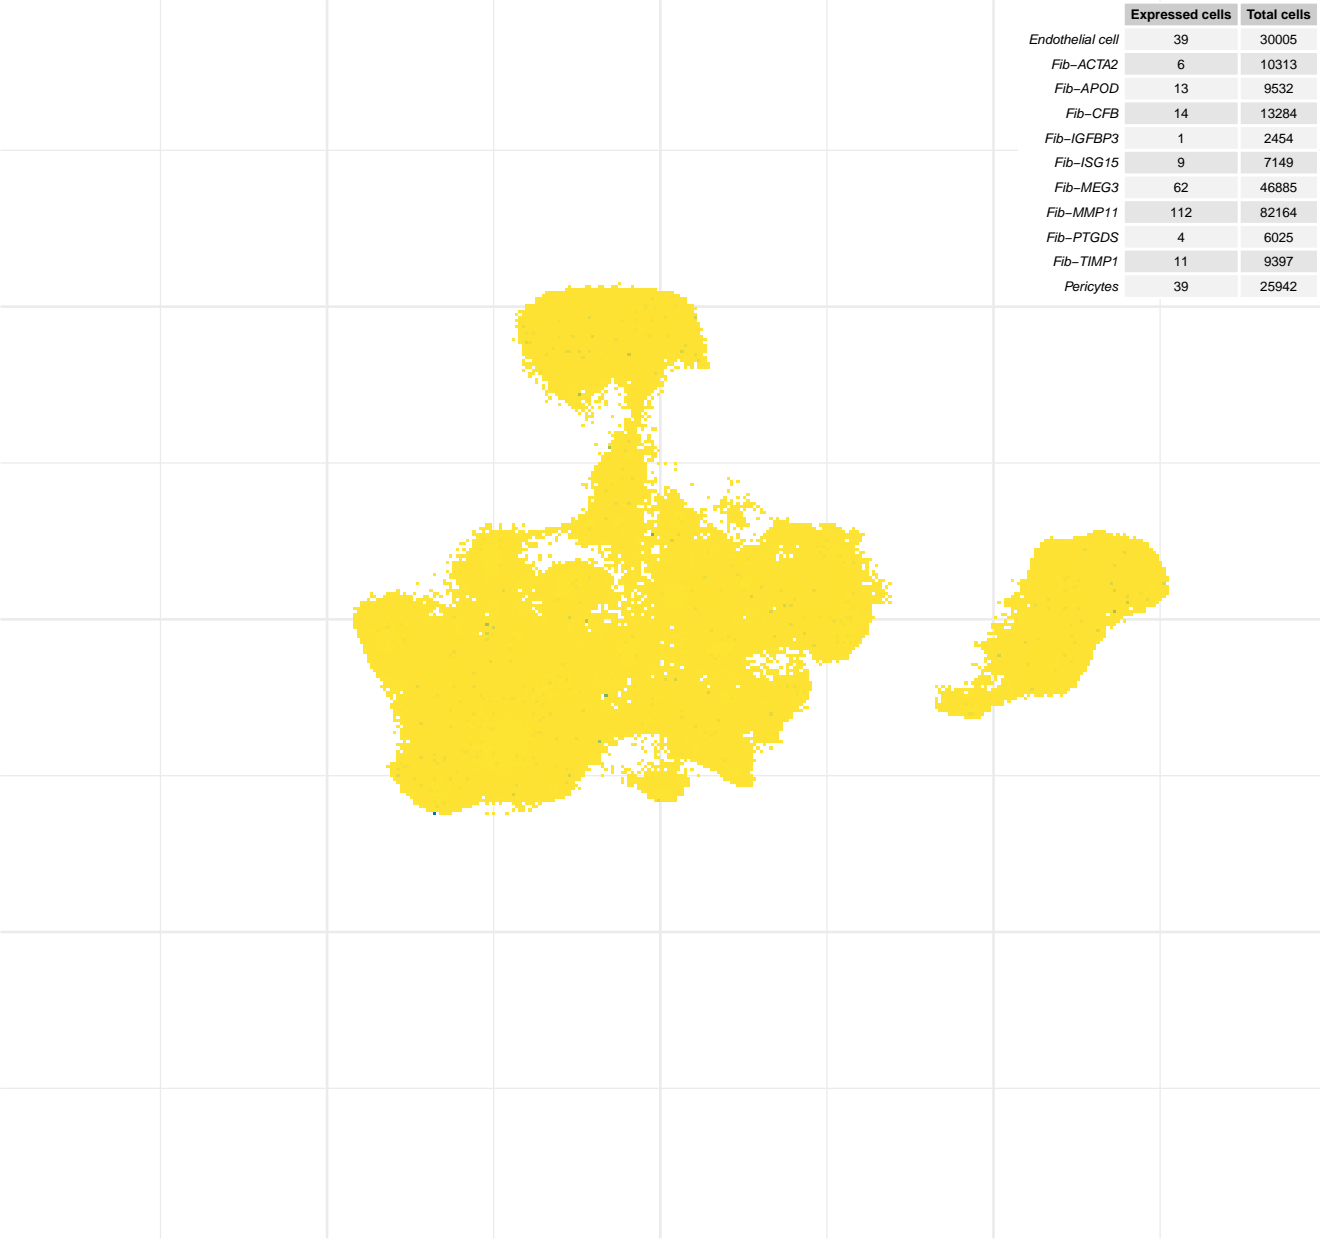 Expressed cells Total cells
Endothelial cell 39 30005
Fib−ACTA2 6 10313
Fib−APOD 13 9532
Fib−CFB 14 13284
Fib−IGFBP3 1 2454
Fib−ISG15 9 7149
Fib−MEG3 62 46885
Fib−MMP11 112 82164
Fib−PTGDS 4 6025
Fib−TIMP1 11 9397
Pericytes 39 25942